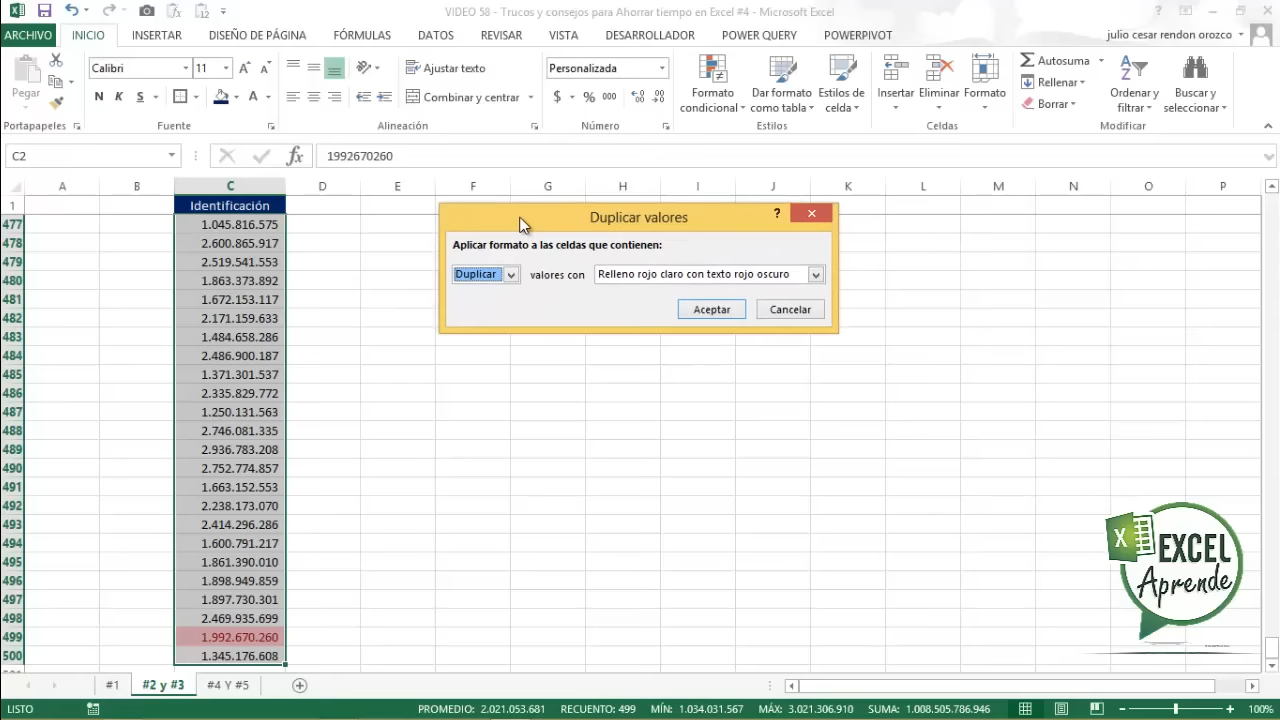 VIDEO 58 - Trucos y consejos para Ahorrar tiempo en Excel #4 - Microsoft Excel
ARCHIVO INICIO INSERTAR DISEÑO DE PÁGINA FÓRMULAS DATOS REVISAR VISTA DESARROLLADOR POWER QUERY POWERPIVOT julio cesar rendon orozco
Pegar
Calibri 11
N K S
Ajustar texto
Combinar y centrar
Personalizada
$ % 000
Formato condicional
Dar formato como tabla
Estilos de celda
Insertar Eliminar Formato
Autosuma
Rellenar
Borrar
Ordenar y filtrar
Buscar y seleccionar
Portapapeles Fuente Alineación Número Estilos Celdas Modificar
C2 fx 1992670260
A B C D E F G H I J K L M N O P
1 Identificación
477 1.045.816.575
478 2.600.865.917
479 2.519.541.553
480 1.863.373.892
481 1.672.153.117
482 2.171.159.633
483 1.484.658.286
484 2.486.900.187
485 1.371.301.537
486 2.335.829.772
487 1.250.131.563
488 2.746.081.335
489 2.936.783.208
490 2.752.774.857
491 1.663.152.553
492 2.238.173.070
493 2.414.296.286
494 1.600.791.217
495 1.861.390.010
496 1.898.949.859
497 1.897.730.301
498 2.469.935.699
499 1.992.670.260
500 1.345.176.608
Duplicar valores
Aplicar formato a las celdas que contienen:
Duplicar valores con Relleno rojo claro con texto rojo oscuro
Aceptar Cancelar
EXCEL
Aprende
#1 #2 y #3 #4 Y #5
LISTO PROMEDIO: 2.021.053.681 RECUENTO: 499 MÍN: 1.034.031.567 MÁX: 3.021.306.910 SUMA: 1.008.505.786.946 100%